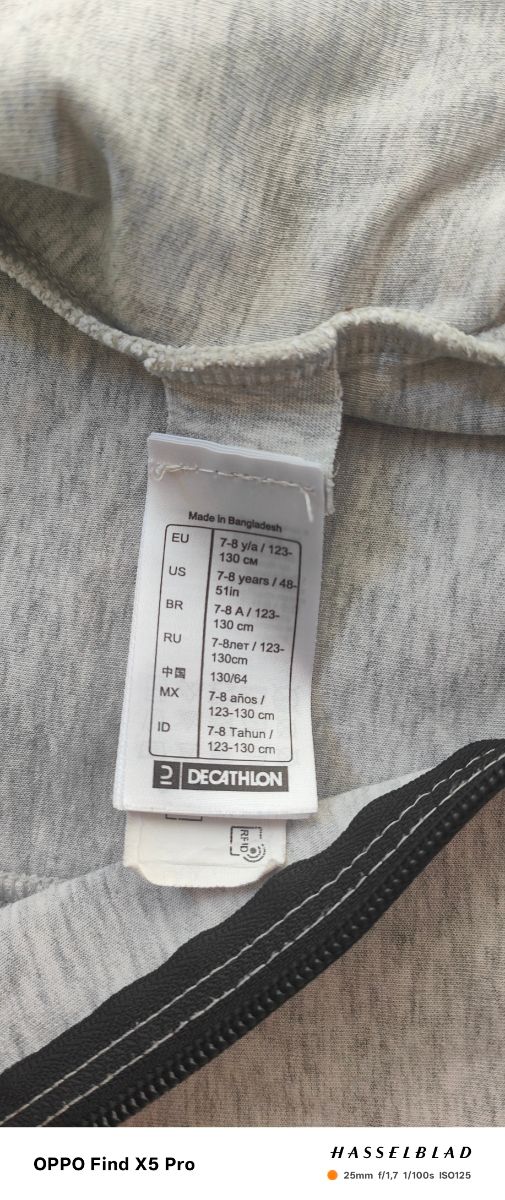 Made in Bangladesh
EU 7-8 y/a / 123-
130 см
US 7-8 years / 48-
51in
BR 7-8 A / 123-
130 cm
RU 7-8лет / 123-
130cm
中国 130/64
MX 7-8 años /
123-130 cm
ID 7-8 Tahun /
123-130 cm
DECATHLON
RFID
OPPO Find X5 Pro
HASSELBLAD
25mm f/1,7 1/100s ISO125